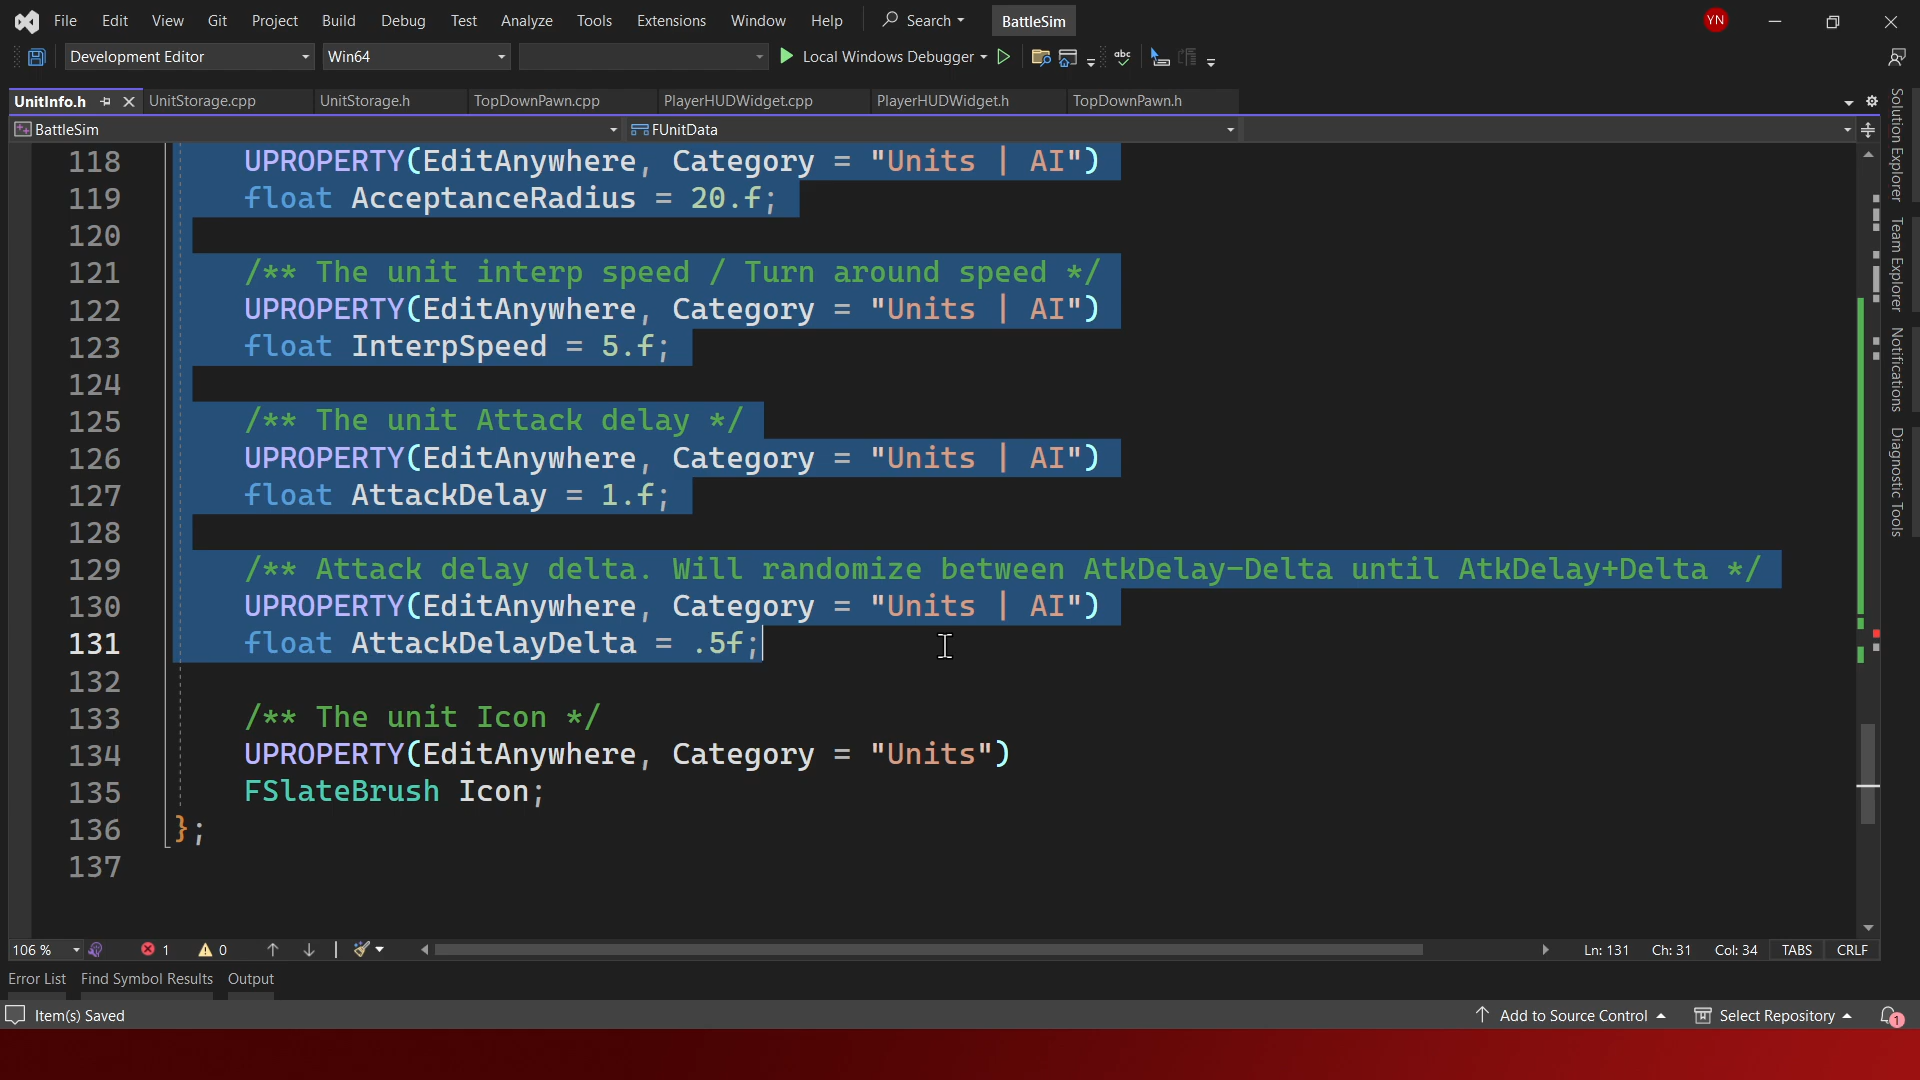 File Edit View Git Project Build Debug Test Analyze Tools Extensions Window Help Search BattleSim YN
Development Editor Win64 Local Windows Debugger abc
UnitInfo.h UnitStorage.cpp UnitStorage.h TopDownPawn.cpp PlayerHUDWidget.cpp PlayerHUDWidget.h TopDownPawn.h
BattleSim FUnitData
118 UPROPERTY(EditAnywhere, Category = "Units | AI")
119 float AcceptanceRadius = 20.f;
120
121 /** The unit interp speed / Turn around speed */
122 UPROPERTY(EditAnywhere, Category = "Units | AI")
123 float InterpSpeed = 5.f;
124
125 /** The unit Attack delay */
126 UPROPERTY(EditAnywhere, Category = "Units | AI")
127 float AttackDelay = 1.f;
128
129 /** Attack delay delta. Will randomize between AtkDelay-Delta until AtkDelay+Delta */
130 UPROPERTY(EditAnywhere, Category = "Units | AI")
131 float AttackDelayDelta = .5f;
132
133 /** The unit Icon */
134 UPROPERTY(EditAnywhere, Category = "Units")
135 FSlateBrush Icon;
136 };
137
Solution Explorer
Team Explorer
Notifications
Diagnostic Tools
106 % 1 0 Ln: 131 Ch: 31 Col: 34 TABS CRLF
Error List Find Symbol Results Output
Item(s) Saved Add to Source Control Select Repository 1